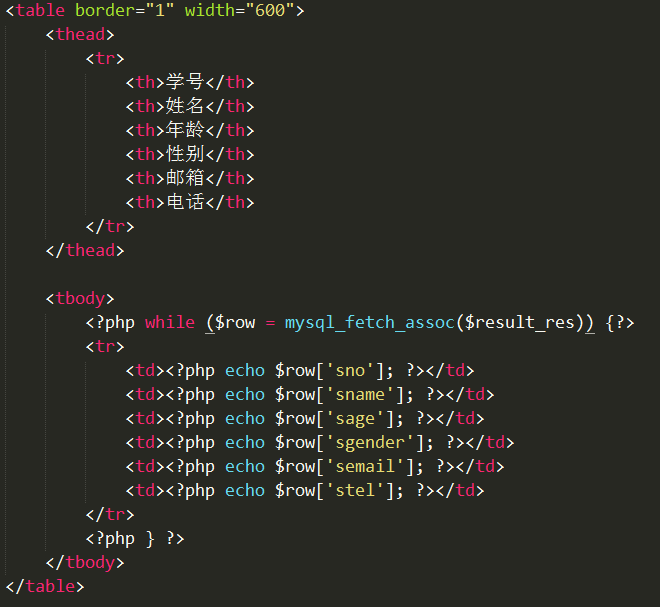 <table border="1" width="600">
    <thead>
        <tr>
            <th>学号</th>
            <th>姓名</th>
            <th>年龄</th>
            <th>性别</th>
            <th>邮箱</th>
            <th>电话</th>
        </tr>
    </thead>

    <tbody>
        <?php while ($row = mysql_fetch_assoc($result_res)) {?>
        <tr>
            <td><?php echo $row['sno']; ?></td>
            <td><?php echo $row['sname']; ?></td>
            <td><?php echo $row['sage']; ?></td>
            <td><?php echo $row['sgender']; ?></td>
            <td><?php echo $row['semail']; ?></td>
            <td><?php echo $row['stel']; ?></td>
        </tr>
        <?php } ?>
    </tbody>
</table>